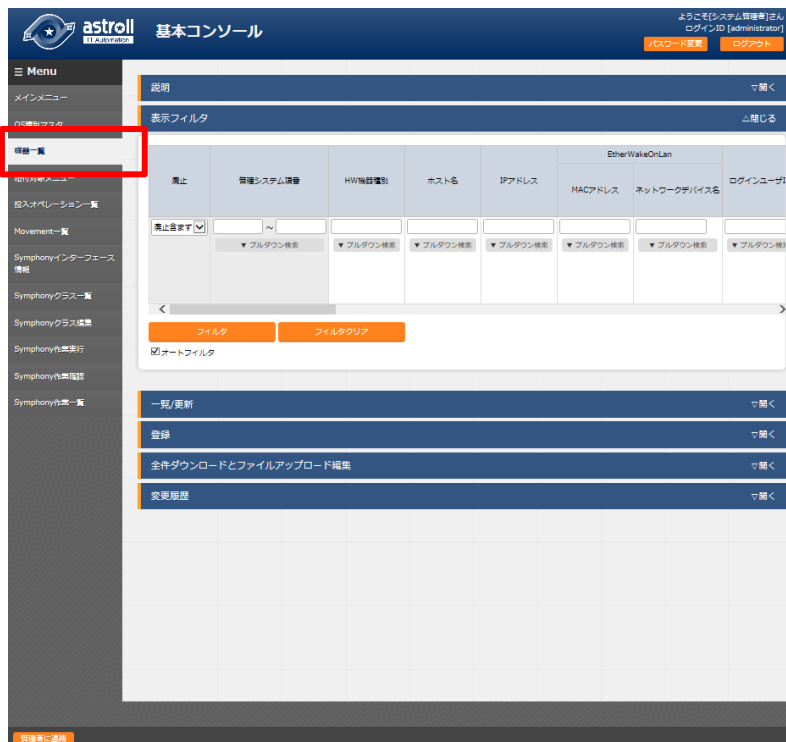 astroll
IT Automation
基本コンソール
ようこそ[システム管理者]さん
ログインID [administrator]
パスワード変更
ログアウト
☰ Menu
メインメニュー
OS種別マスタ
機器一覧
紐付対象メニュー
投入オペレーション一覧
Movement一覧
Symphonyインターフェース
情報
Symphonyクラス一覧
Symphonyクラス編集
Symphony作業実行
Symphony作業確認
Symphony作業一覧
説明
▽開く
表示フィルタ
△閉じる
EtherWakeOnLan
廃止
管理システム項番
HW機器種別
ホスト名
IPアドレス
MACアドレス
ネットワークデバイス名
ログインユーザI
廃止含まず
~
▼ プルダウン検索
▼ プルダウン検索
▼ プルダウン検索
▼ プルダウン検索
▼ プルダウン検索
▼ プルダウン検索
▼ プルダウン検索
フィルタ
フィルタクリア
オートフィルタ
一覧/更新
▽開く
登録
▽開く
全件ダウンロードとファイルアップロード編集
▽開く
変更履歴
▽開く
管理者に連絡